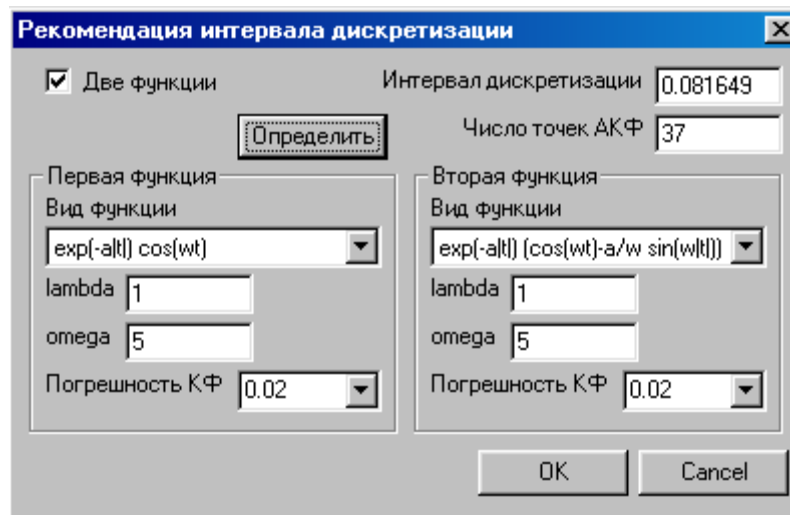 Рекомендация интервала дискретизации
Две функции
Интервал дискретизации 0.081649
Определить
Число точек АКФ 37
Первая функция
Вид функции
exp(-a|t|) cos(wt)
lambda 1
omega 5
Погрешность КФ 0.02
Вторая функция
Вид функции
exp(-a|t|) (cos(wt)-a/w sin(w|t|))
lambda 1
omega 5
Погрешность КФ 0.02
OK
Cancel